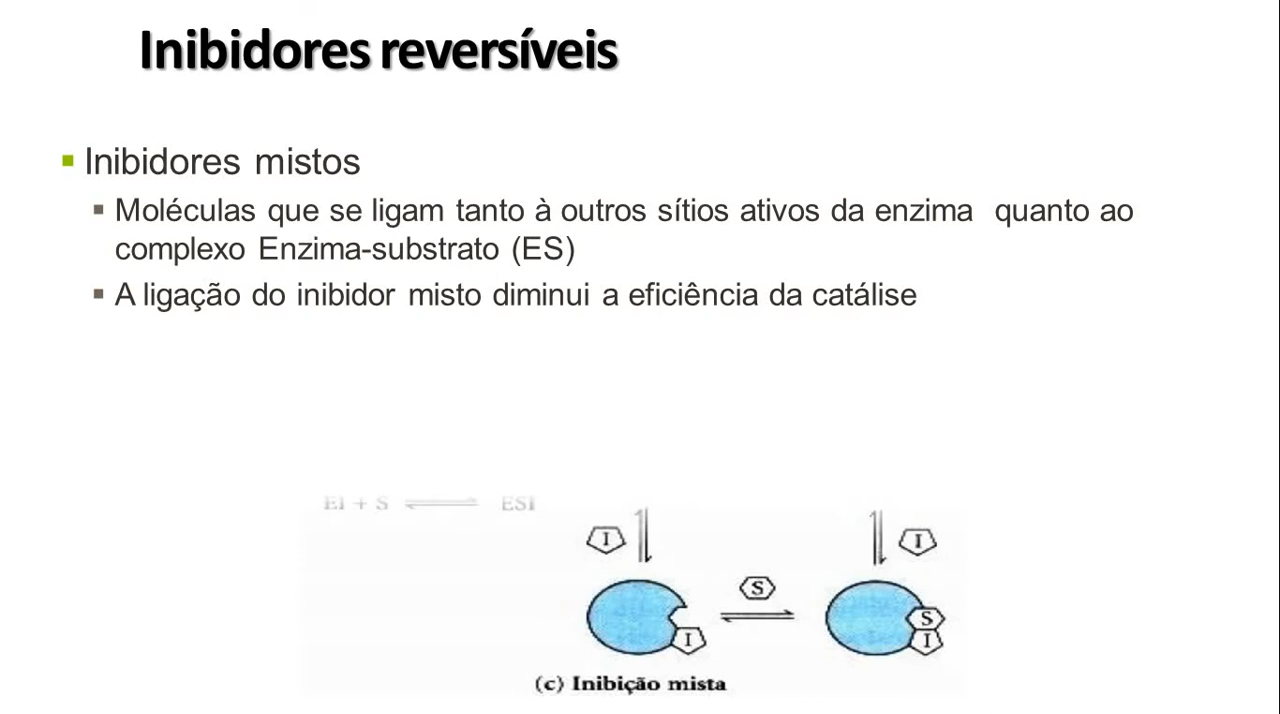 Inibidores reversíveis
Inibidores mistos
Moléculas que se ligam tanto à outros sítios ativos da enzima quanto ao
complexo Enzima-substrato (ES)
A ligação do inibidor misto diminui a eficiência da catálise
EI + S ESI
I I
S
S
I I
(c) Inibição mista